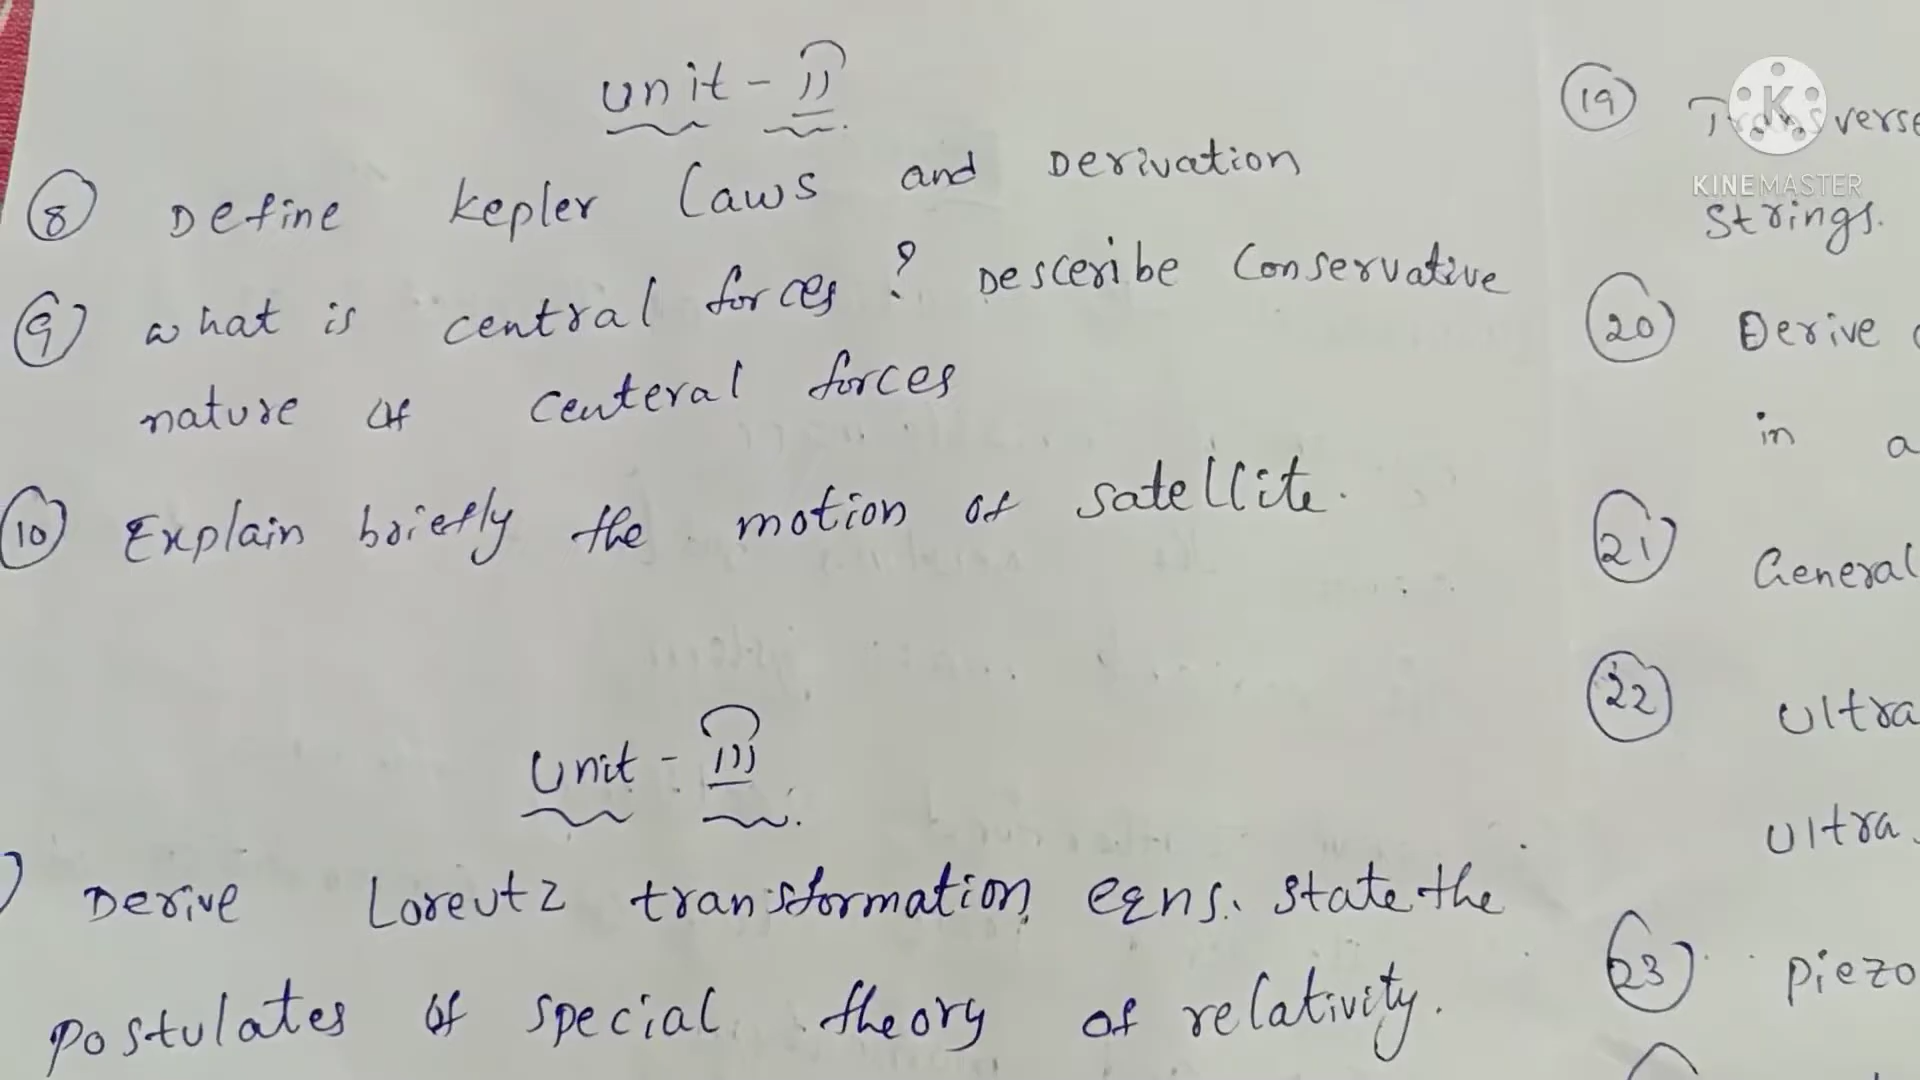 unit - II
8 Define kepler Laws and Derivation
9 what is central forces ? Desceribe Conservative
nature of centeral forces
10 Explain briefly the motion of satellite.
unit - III
Derive Lorentz transformation eqns. state the
postulates of special theory of relativity.
19 Transverse
strings.
20 Derive
in a
21 General
22 ultra
ultra
23 piezo
KINEMASTER